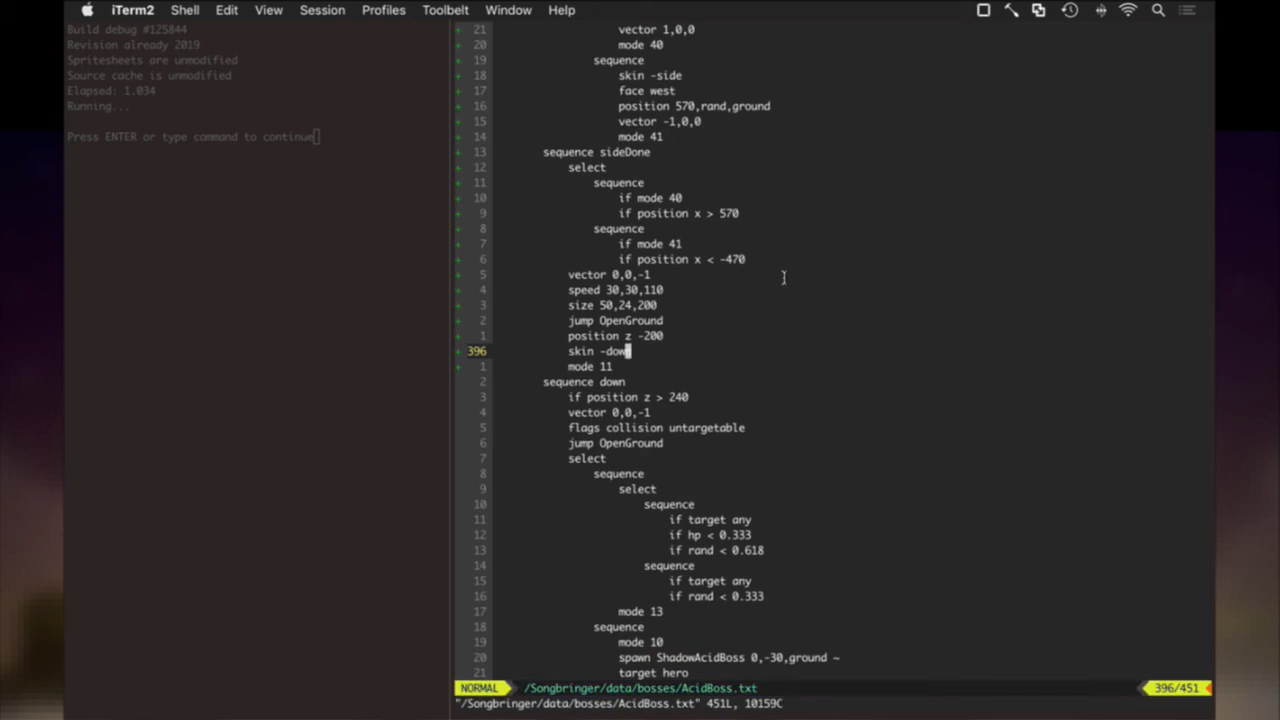 iTerm2 Shell Edit View Session Profiles Toolbelt Window Help
Build debug #125844
Revision already 2019
Spritesheets are unmodified
Source cache is unmodified
Elapsed: 1.034
Running...
Press ENTER or type command to continue
+ 21 vector 1,0,0
+ 20 mode 40
+ 19 sequence
+ 18 skin -side
+ 17 face west
+ 16 position 570,rand,ground
+ 15 vector -1,0,0
+ 14 mode 41
+ 13 sequence sideDone
+ 12 select
+ 11 sequence
+ 10 if mode 40
+ 9 if position x > 570
+ 8 sequence
+ 7 if mode 41
+ 6 if position x < -470
+ 5 vector 0,0,-1
+ 4 speed 30,30,110
+ 3 size 50,24,200
+ 2 jump OpenGround
+ 1 position z -200
+ 396 skin -down
+ 1 mode 11
2 sequence down
3 if position z > 240
4 vector 0,0,-1
5 flags collision untargetable
6 jump OpenGround
7 select
8 sequence
9 select
10 sequence
11 if target any
12 if hp < 0.333
13 if rand < 0.618
14 sequence
15 if target any
16 if rand < 0.333
17 mode 13
18 sequence
19 mode 10
20 spawn ShadowAcidBoss 0,-30,ground ~
21 target hero
NORMAL /Songbringer/data/bosses/AcidBoss.txt 396/451
"/Songbringer/data/bosses/AcidBoss.txt" 451L, 10159C